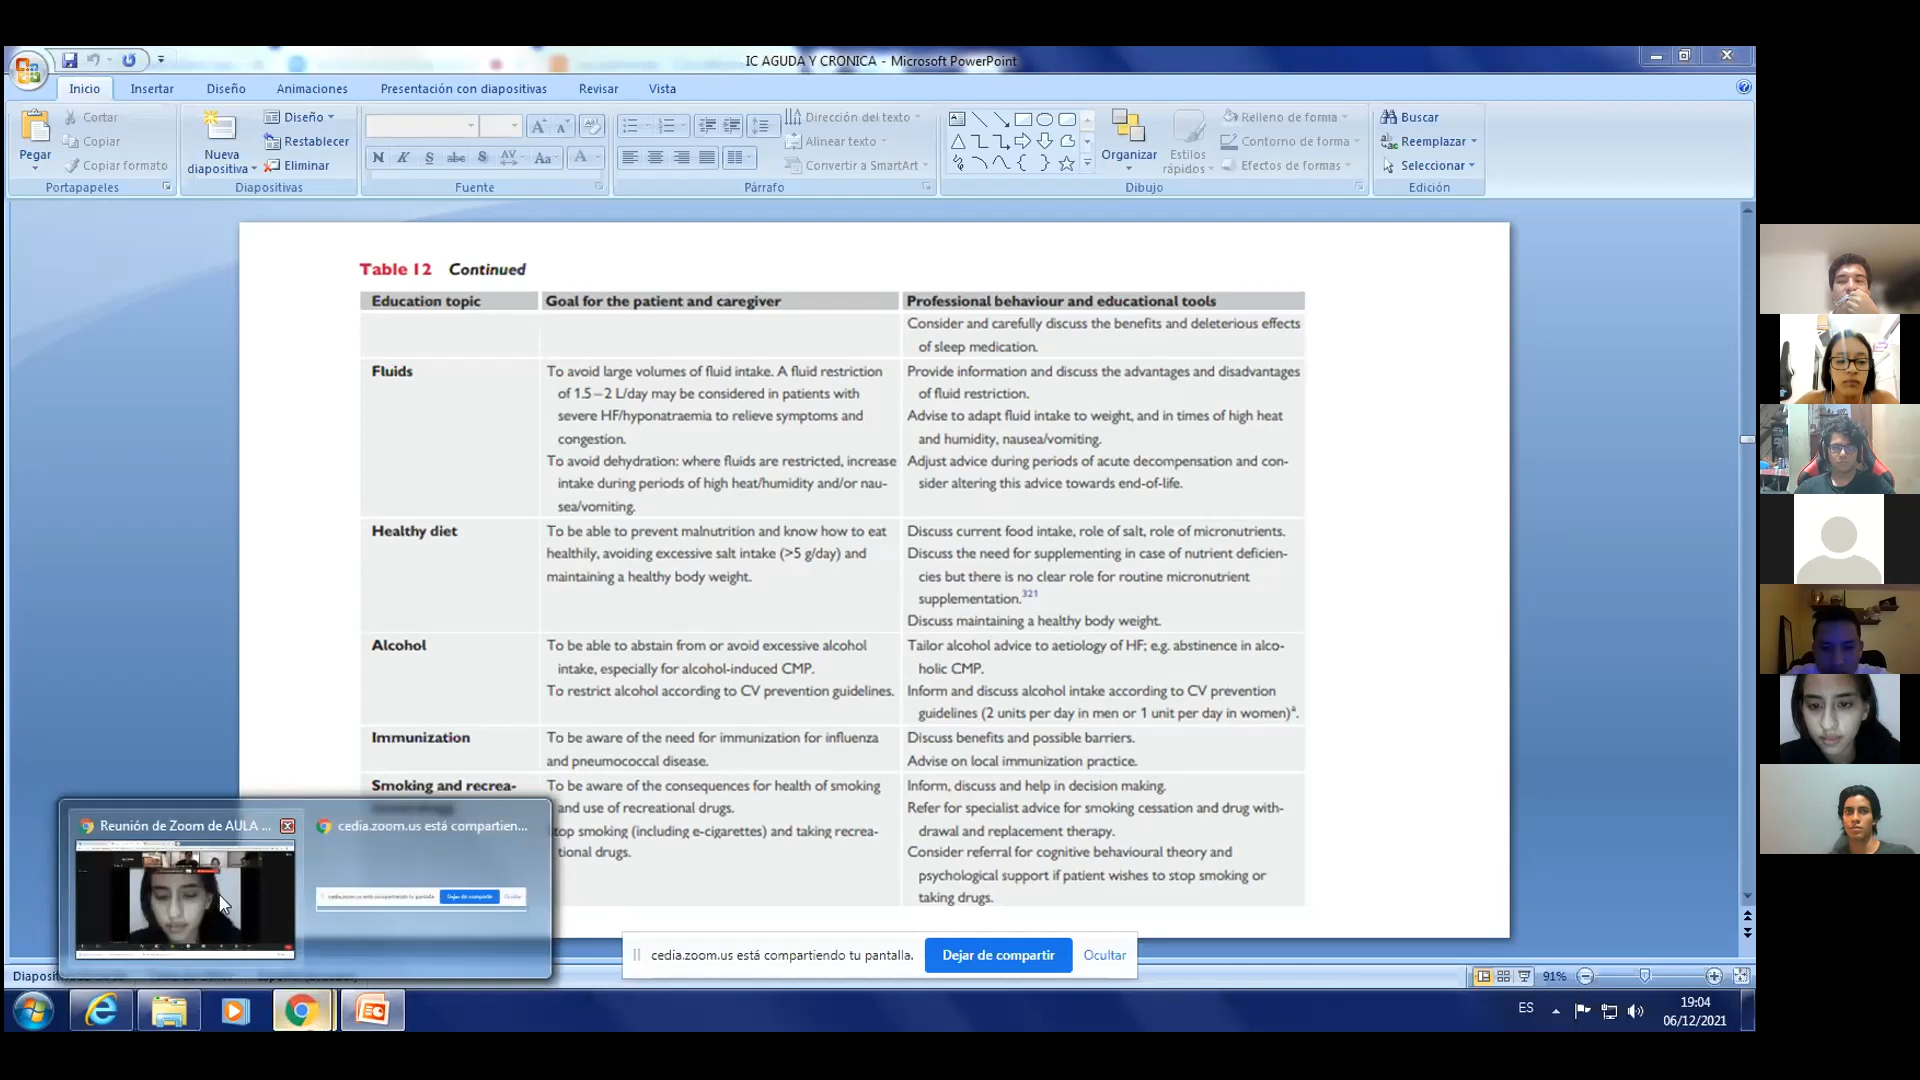 IC AGUDA Y CRONICA - Microsoft PowerPoint
Inicio Insertar Diseño Animaciones Presentación con diapositivas Revisar Vista
Pegar
Cortar
Copiar
Copiar formato
Portapapeles
Nueva
diapositiva
Diseño
Restablecer
Eliminar
Diapositivas
N K S abc S AV Aa A
Fuente
Dirección del texto
Alinear texto
Convertir a SmartArt
Párrafo
Organizar
Estilos
rápidos
Relleno de forma
Contorno de forma
Efectos de formas
Dibujo
Buscar
Reemplazar
Seleccionar
Edición
Table 12 Continued
Education topic
Goal for the patient and caregiver
Professional behaviour and educational tools
Consider and carefully discuss the benefits and deleterious effects
of sleep medication.
Fluids
To avoid large volumes of fluid intake. A fluid restriction
of 1.5–2 L/day may be considered in patients with
severe HF/hyponatraemia to relieve symptoms and
congestion.
To avoid dehydration: where fluids are restricted, increase
intake during periods of high heat/humidity and/or nau-
sea/vomiting.
Provide information and discuss the advantages and disadvantages
of fluid restriction.
Advise to adapt fluid intake to weight, and in times of high heat
and humidity, nausea/vomiting.
Adjust advice during periods of acute decompensation and con-
sider altering this advice towards end-of-life.
Healthy diet
To be able to prevent malnutrition and know how to eat
healthily, avoiding excessive salt intake (>5 g/day) and
maintaining a healthy body weight.
Discuss current food intake, role of salt, role of micronutrients.
Discuss the need for supplementing in case of nutrient deficien-
cies but there is no clear role for routine micronutrient
supplementation.321
Discuss maintaining a healthy body weight.
Alcohol
To be able to abstain from or avoid excessive alcohol
intake, especially for alcohol-induced CMP.
To restrict alcohol according to CV prevention guidelines.
Tailor alcohol advice to aetiology of HF; e.g. abstinence in alco-
holic CMP.
Inform and discuss alcohol intake according to CV prevention
guidelines (2 units per day in men or 1 unit per day in women)a.
Immunization
To be aware of the need for immunization for influenza
and pneumococcal disease.
Discuss benefits and possible barriers.
Advise on local immunization practice.
Smoking and recrea-
To be aware of the consequences for health of smoking
and use of recreational drugs.
top smoking (including e-cigarettes) and taking recrea-
tional drugs.
Inform, discuss and help in decision making.
Refer for specialist advice for smoking cessation and drug with-
drawal and replacement therapy.
Consider referral for cognitive behavioural theory and
psychological support if patient wishes to stop smoking or
taking drugs.
Reunión de Zoom de AULA ...
cedia.zoom.us está compartien...
cedia.zoom.us está compartiendo tu pantalla. Dejar de compartir Ocultar
cedia.zoom.us está compartiendo tu pantalla. Dejar de compartir Ocultar
91%
ES
19:04
06/12/2021